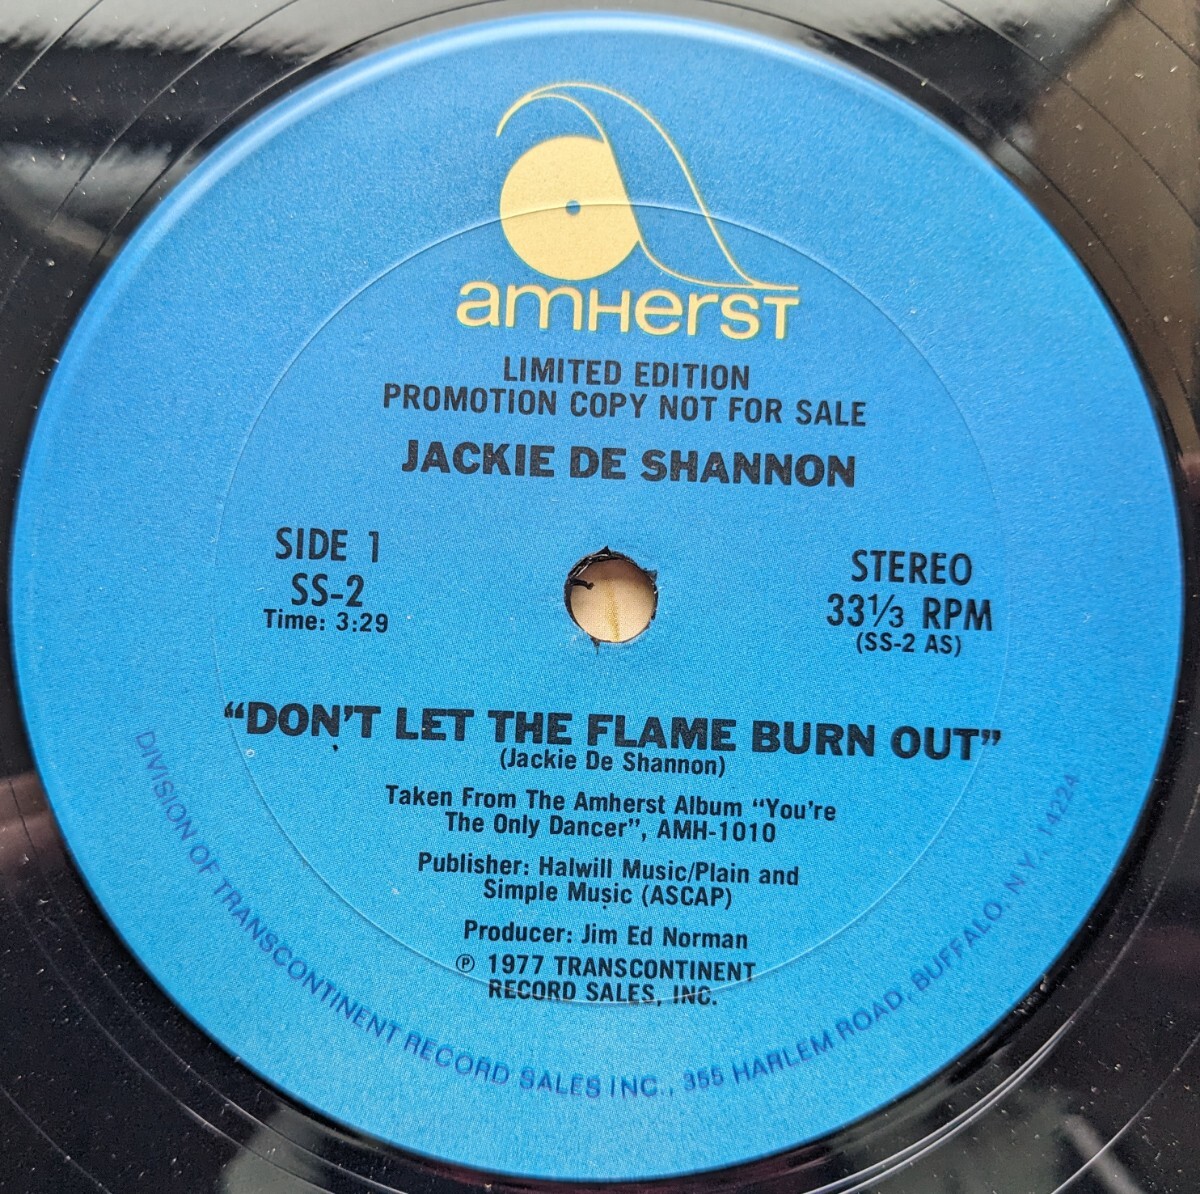 amHerST
LIMITED EDITION
PROMOTION COPY NOT FOR SALE
JACKIE DE SHANNON
SIDE 1
SS-2
Time: 3:29
STEREO
33⅓ RPM
(SS-2 AS)
"DON'T LET THE FLAME BURN OUT"
(Jackie De Shannon)
Taken From The Amherst Album "You're
The Only Dancer", AMH-1010
Publisher: Halwill Music/Plain and
Simple Music (ASCAP)
Producer: Jim Ed Norman
℗ 1977 TRANSCONTINENT
RECORD SALES, INC.
DIVISION OF TRANSCONTINENT RECORD SALES INC., 355 HARLEM ROAD, BUFFALO, N.Y. 14224